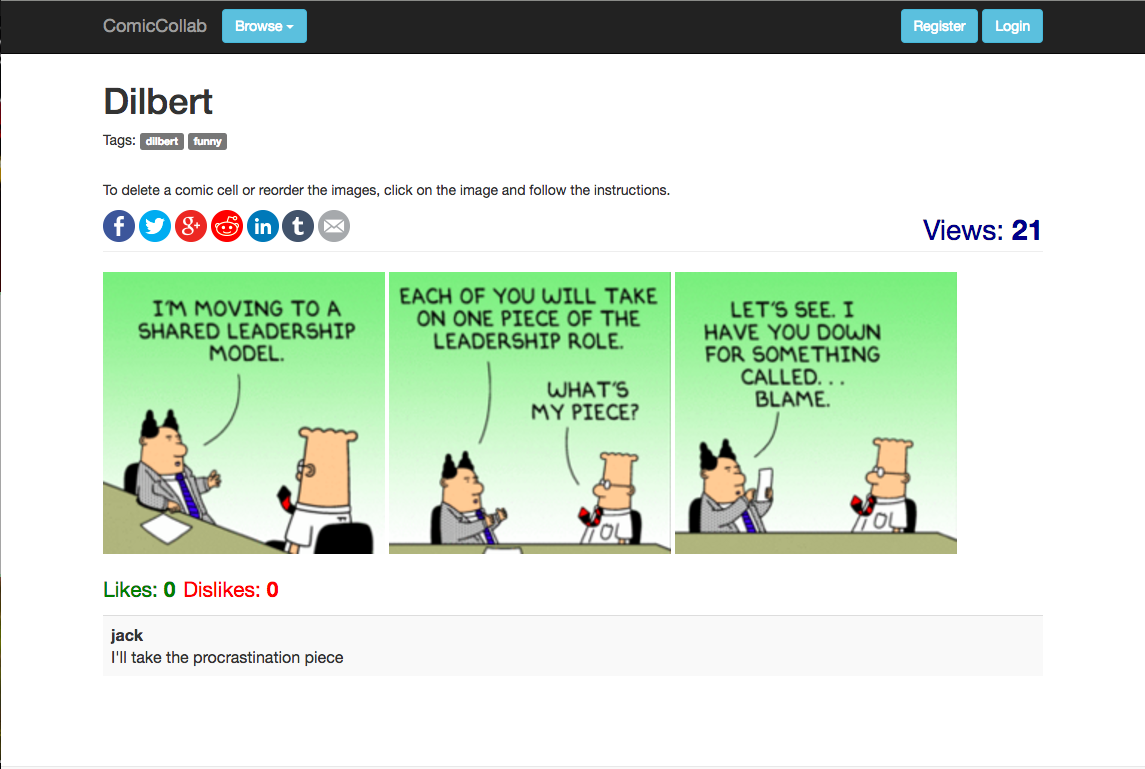 ComicCollab Browse Register Login
Dilbert
Tags: dilbert funny
To delete a comic cell or reorder the images, click on the image and follow the instructions.
f g+ in t
Views: 21
I'M MOVING TO A
SHARED LEADERSHIP
MODEL.
EACH OF YOU WILL TAKE
ON ONE PIECE OF THE
LEADERSHIP ROLE.
WHAT'S
MY PIECE?
LET'S SEE. I
HAVE YOU DOWN
FOR SOMETHING
CALLED. . .
BLAME.
Likes: 0 Dislikes: 0
jack
I'll take the procrastination piece